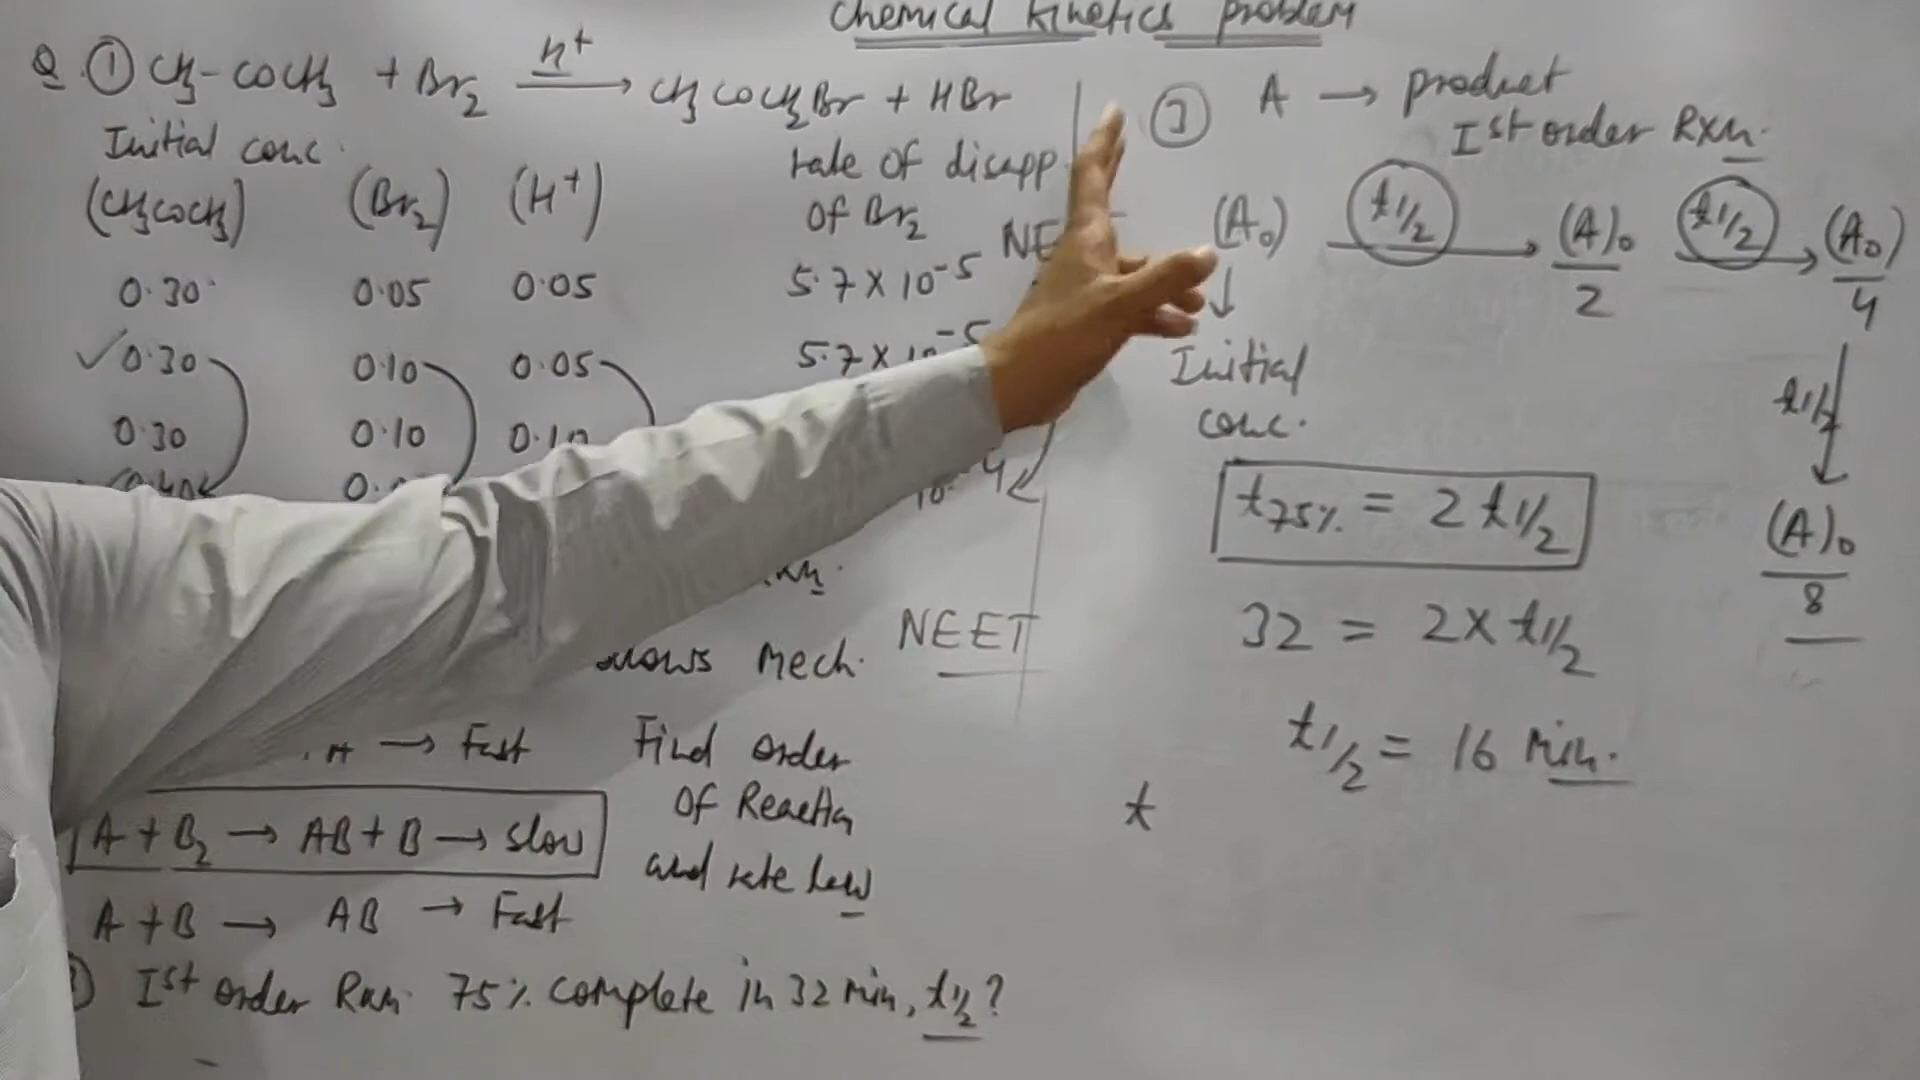 Chemical Kinetics problem
Q. ① CH3-COCH3 + Br2 H+ → CH3COCH2Br + HBr
Initial conc.
(CH3COCH3) (Br2) (H+) rate of disapp.
of Br2
0.30 0.05 0.05 5.7 X 10-5
✓0.30 0.10 0.05 5.7 X 10-5
0.30 0.10 0.10
mech.
NEET
→ Fast
A + B2 → AB + B → slow
A + B → AB → Fast
Find order
of Reaction
and rate law
Ist order Rxn. 75% complete in 32 min, t1/2?
A → product
Ist order Rxn.
(A0) t1/2 → (A)0/2 t1/2 → (A0)/4
↓
Initial
conc.
t1/2 ↓
(A)0/8
t75% = 2 t1/2
32 = 2 x t1/2
t1/2 = 16 min.
t